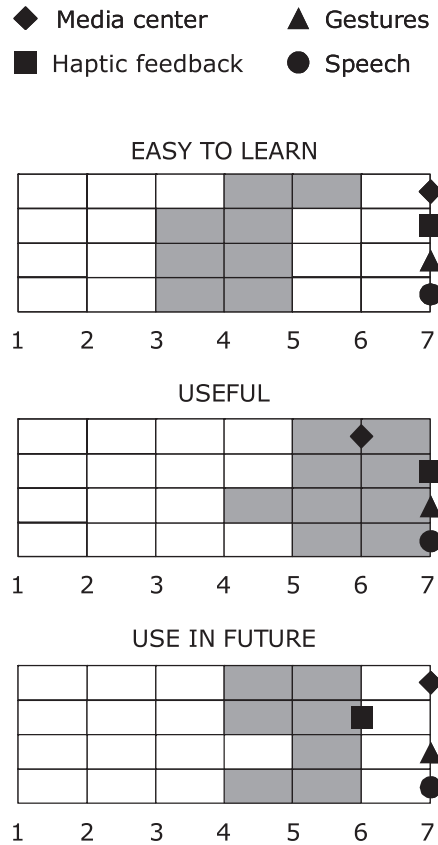 Media center Gestures
Haptic feedback Speech
EASY TO LEARN
1 2 3 4 5 6 7
USEFUL
1 2 3 4 5 6 7
USE IN FUTURE
1 2 3 4 5 6 7